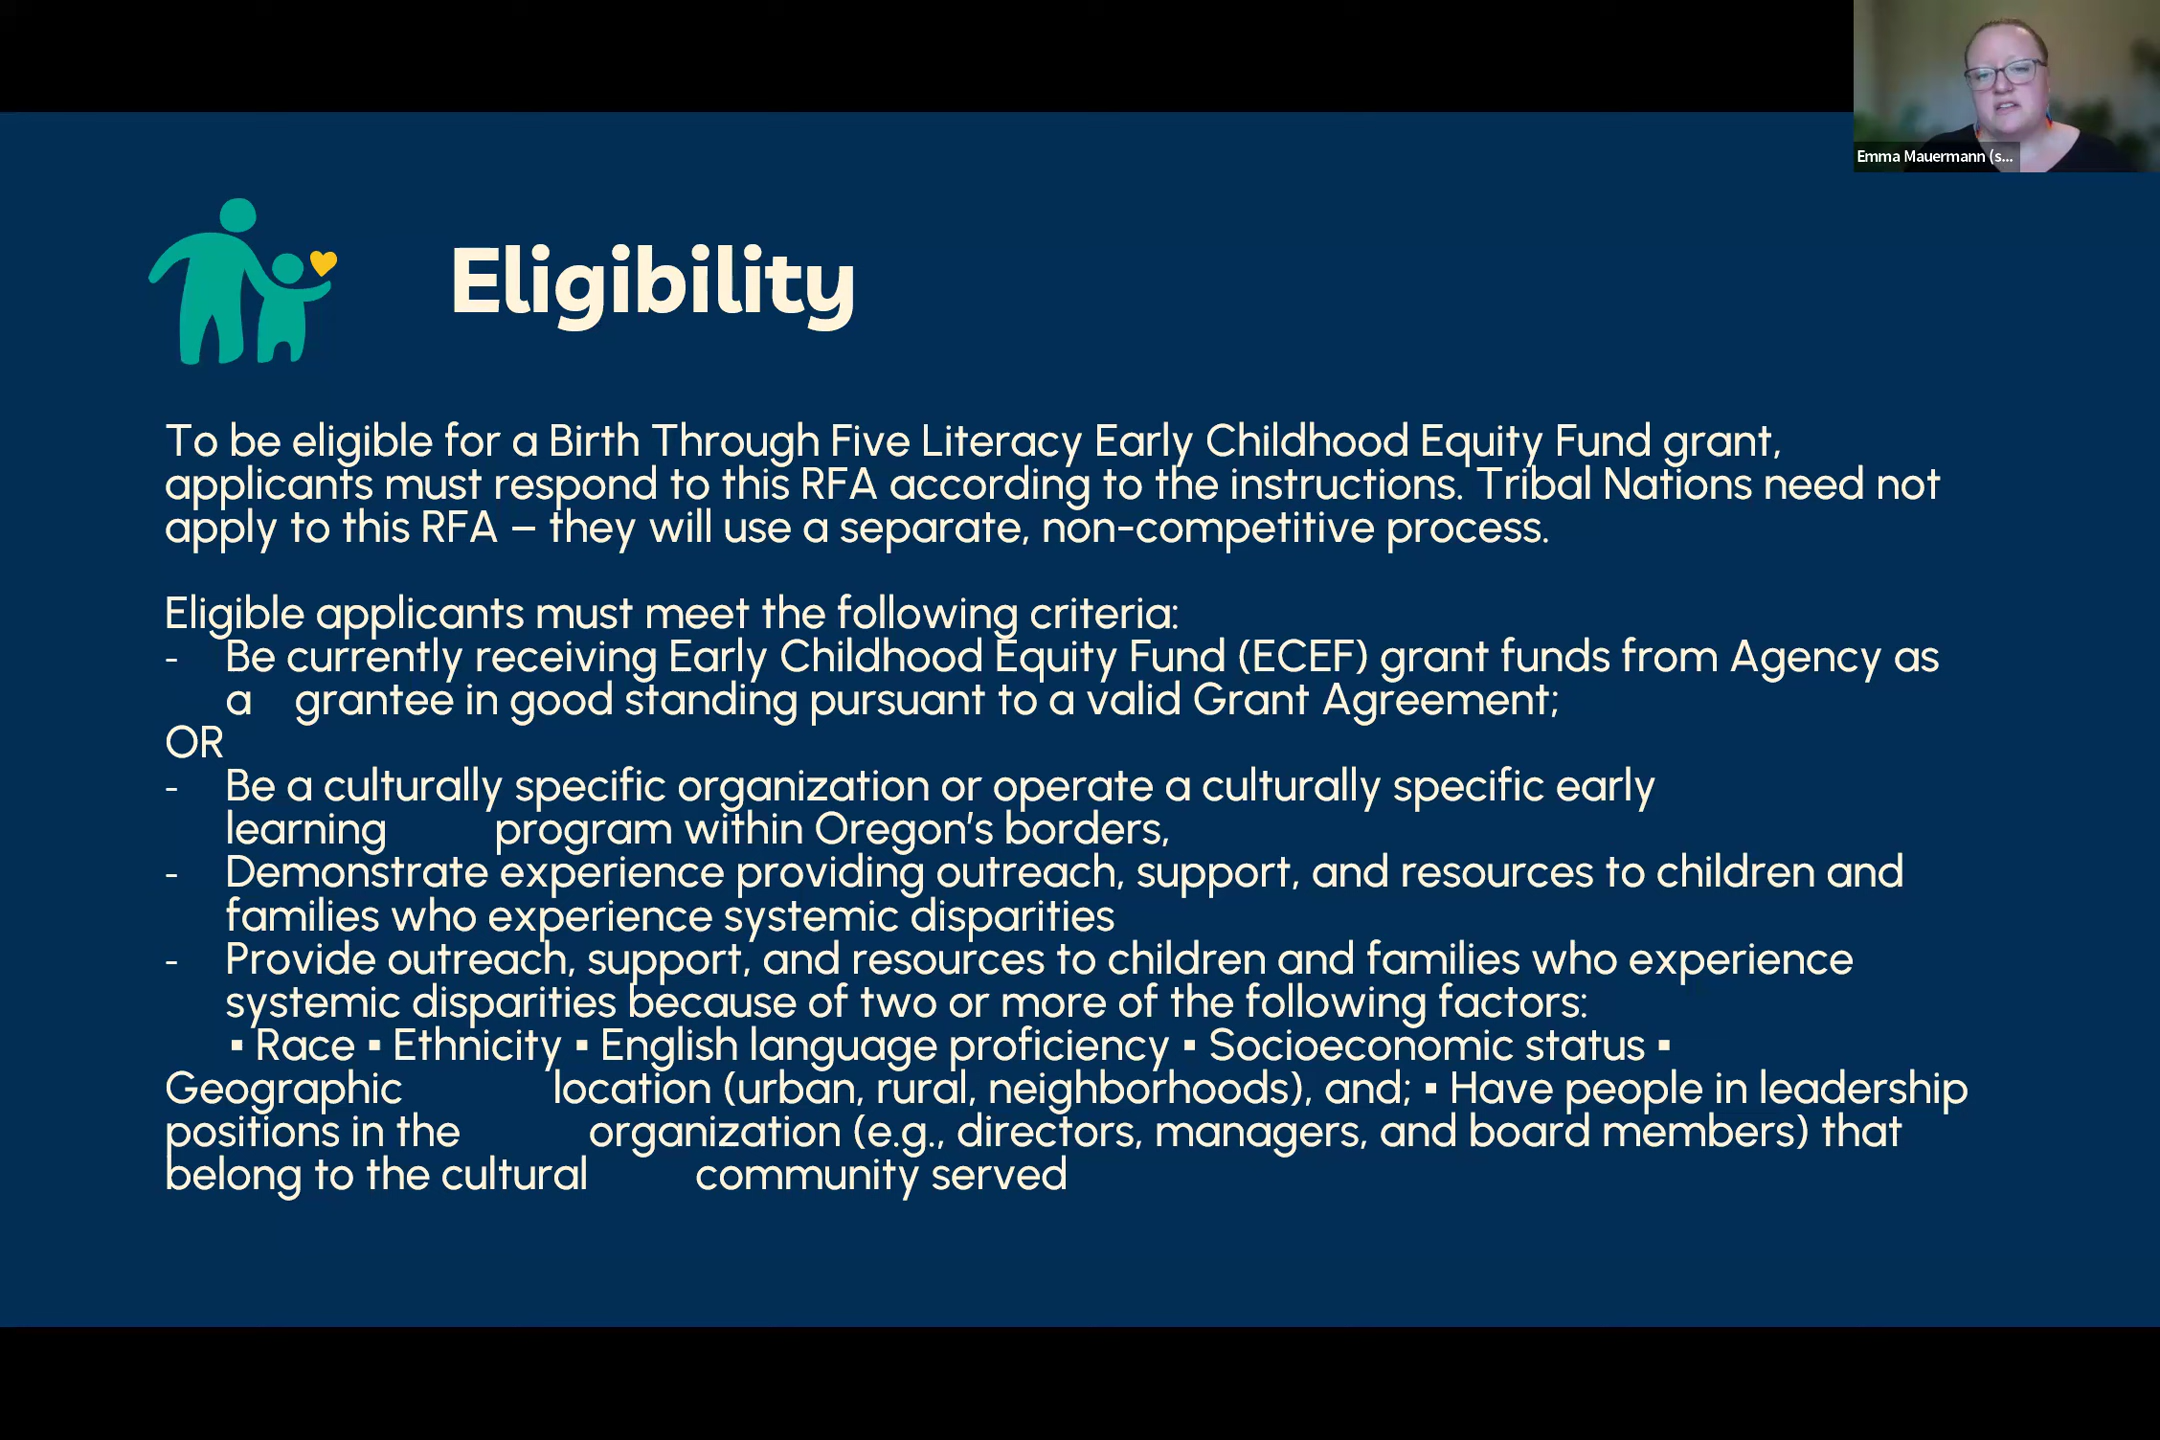 Emma Mauermann (s...
Eligibility
To be eligible for a Birth Through Five Literacy Early Childhood Equity Fund grant,
applicants must respond to this RFA according to the instructions. Tribal Nations need not
apply to this RFA – they will use a separate, non-competitive process.
Eligible applicants must meet the following criteria:
- Be currently receiving Early Childhood Equity Fund (ECEF) grant funds from Agency as
a grantee in good standing pursuant to a valid Grant Agreement;
OR
- Be a culturally specific organization or operate a culturally specific early
learning program within Oregon's borders,
- Demonstrate experience providing outreach, support, and resources to children and
families who experience systemic disparities
- Provide outreach, support, and resources to children and families who experience
systemic disparities because of two or more of the following factors:
▪ Race ▪ Ethnicity ▪ English language proficiency ▪ Socioeconomic status ▪
Geographic location (urban, rural, neighborhoods), and; ▪ Have people in leadership
positions in the organization (e.g., directors, managers, and board members) that
belong to the cultural community served